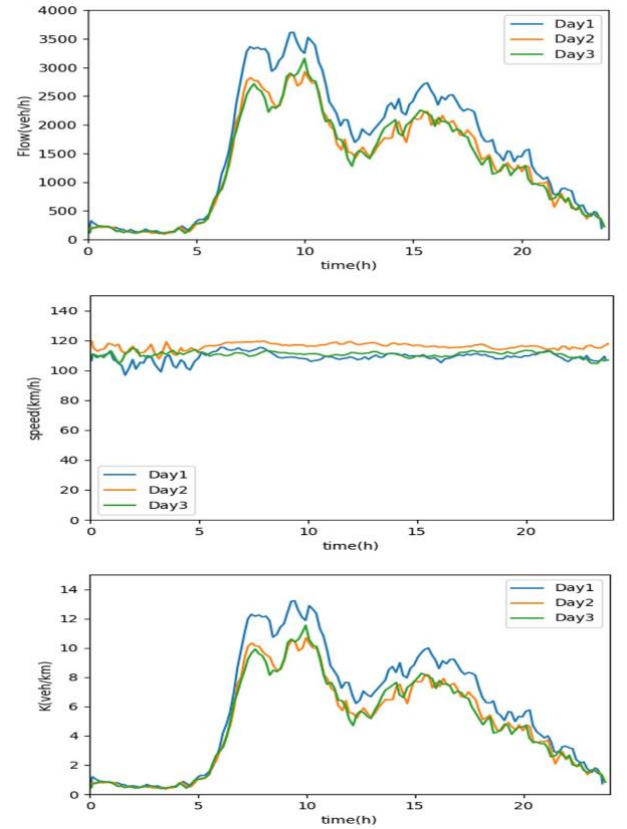 4000
3500
3000
2500
2000
1500
1000
500
0
Flow(veh/h)
Day1
Day2
Day3
0 5 10 15 20
time(h)
140
120
100
80
60
40
20
0
speed(km/h)
Day1
Day2
Day3
0 5 10 15 20
time(h)
14
12
10
8
6
4
2
0
K(veh/km)
Day1
Day2
Day3
0 5 10 15 20
time(h)